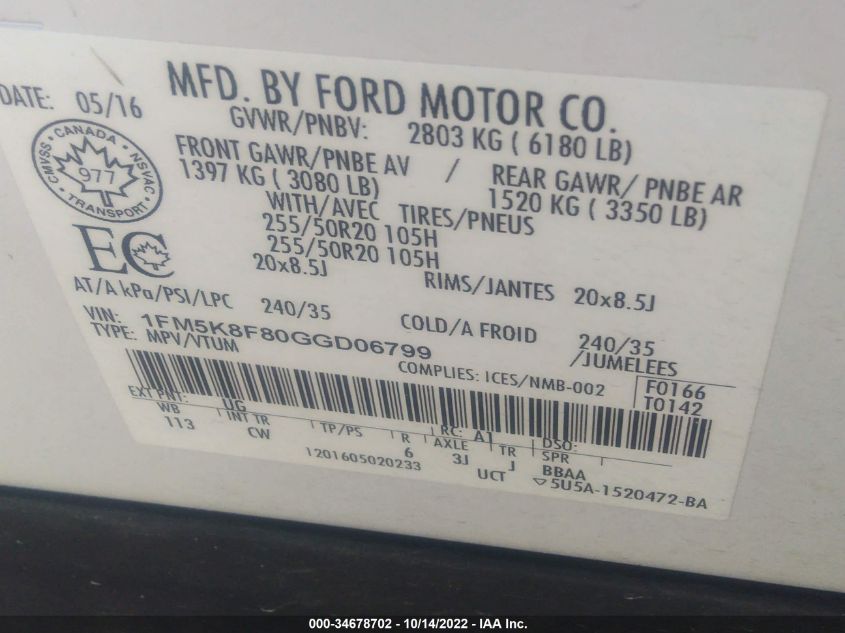 MFD. BY FORD MOTOR CO.
DATE: 05/16
GVWR/PNBV: 2803 KG ( 6180 LB)
FRONT GAWR/PNBE AV / REAR GAWR/ PNBE AR
1397 KG ( 3080 LB) 1520 KG ( 3350 LB)
WITH/AVEC TIRES/PNEUS
255/50R20 105H
255/50R20 105H
20x8.5J RIMS/JANTES 20x8.5J
AT/A kPa/PSI/LPC 240/35 COLD/A FROID 240/35
/JUMELEES
VIN: 1FM5K8F80GGD06799
TYPE: MPV/VTUM
COMPLIES: ICES/NMB-002
F0166
T0142
CANADA
CMVSS 977 NSVAC
TRANSPORT
EC
EXT PNT: UG RC: A1 DSO:
WB INT TR TP/PS R AXLE TR SPR
113 CW 6 3J J BBAA
1201605020233 UCT ▽5U5A-1520472-BA
000-34678702 - 10/14/2022 - IAA Inc.